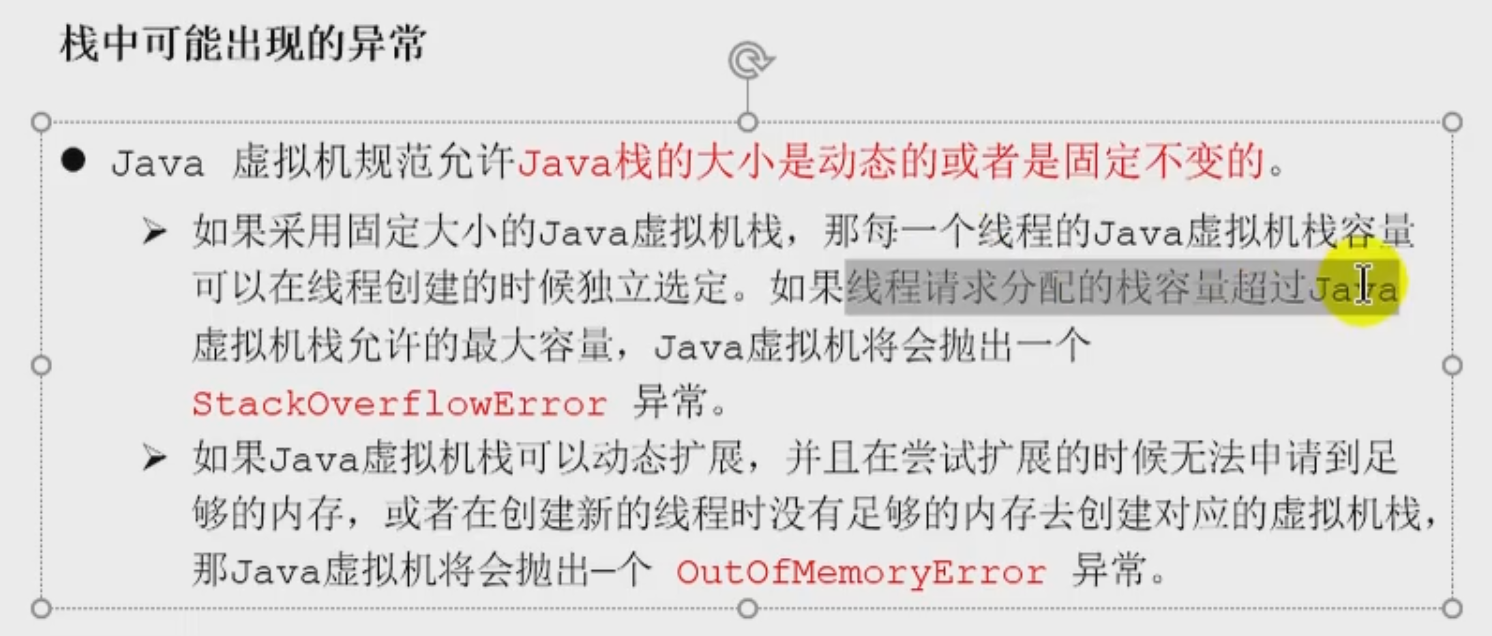 栈中可能出现的异常
● Java 虚拟机规范允许Java栈的大小是动态的或者是固定不变的。
➢ 如果采用固定大小的Java虚拟机栈，那每一个线程的Java虚拟机栈容量
可以在线程创建的时候独立选定。如果线程请求分配的栈容量超过Java
虚拟机栈允许的最大容量，Java虚拟机将会抛出一个
StackOverflowError 异常。
➢ 如果Java虚拟机栈可以动态扩展，并且在尝试扩展的时候无法申请到足
够的内存，或者在创建新的线程时没有足够的内存去创建对应的虚拟机栈，
那Java虚拟机将会抛出一个 OutOfMemoryError 异常。